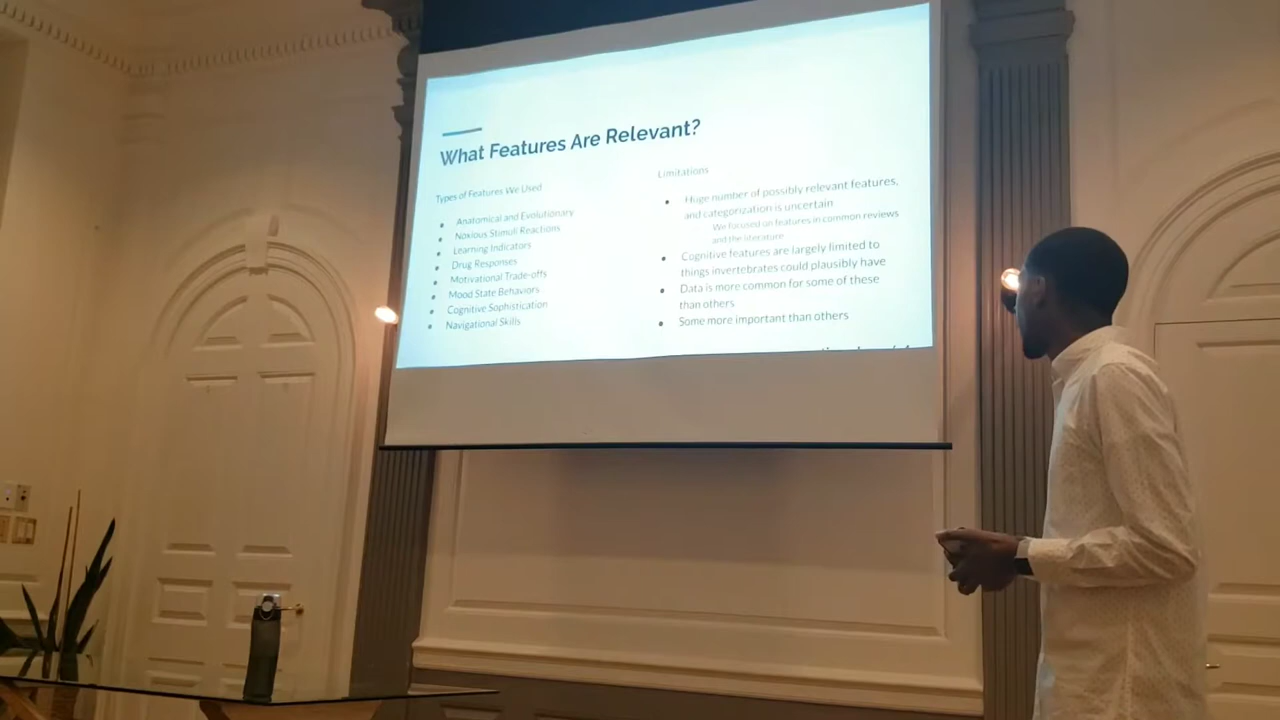 What Features Are Relevant?
Types of Features We Used
Anatomical and Evolutionary
Noxious Stimuli Reactions
Learning Indicators
Drug Responses
Motivational Trade-offs
Mood State Behaviors
Cognitive Sophistication
Navigational Skills
Limitations
Huge number of possibly relevant features,
and categorization is uncertain
We focused on features in common reviews
and the literature
Cognitive features are largely limited to
things invertebrates could plausibly have
Data is more common for some of these
than others
Some more important than others